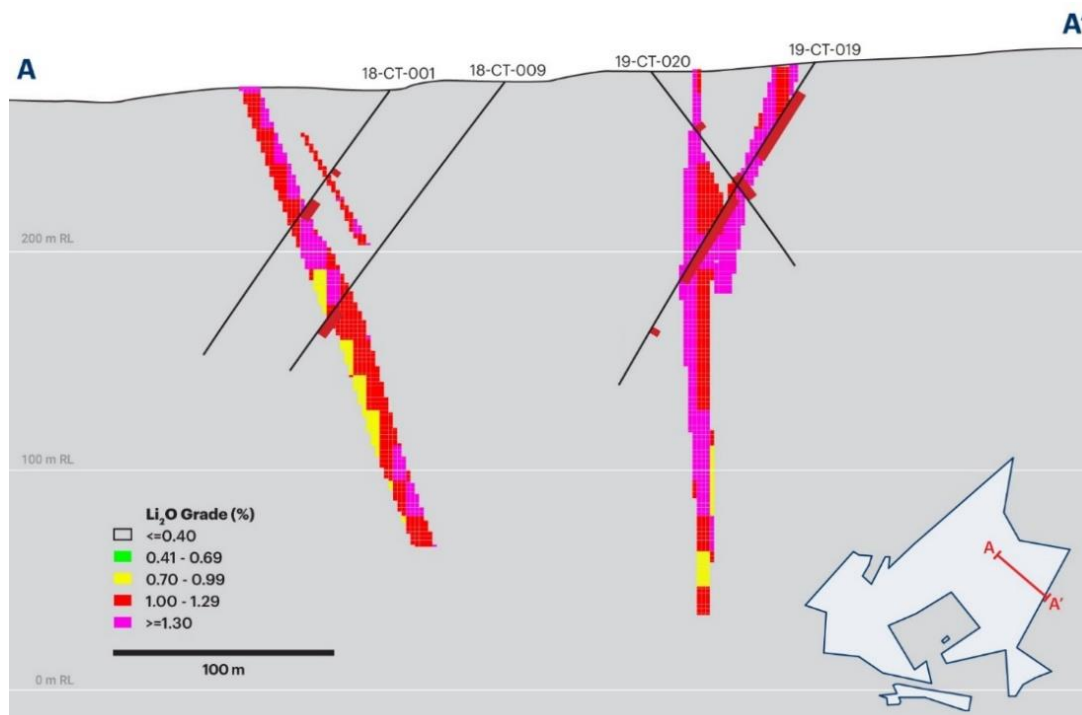 A
A'
18-CT-001
18-CT-009
19-CT-020
19-CT-019
200 m RL
100 m RL
Li₂O Grade (%)
<=0.40
0.41 - 0.69
0.70 - 0.99
1.00 - 1.29
>=1.30
100 m
0 m RL
A
A'